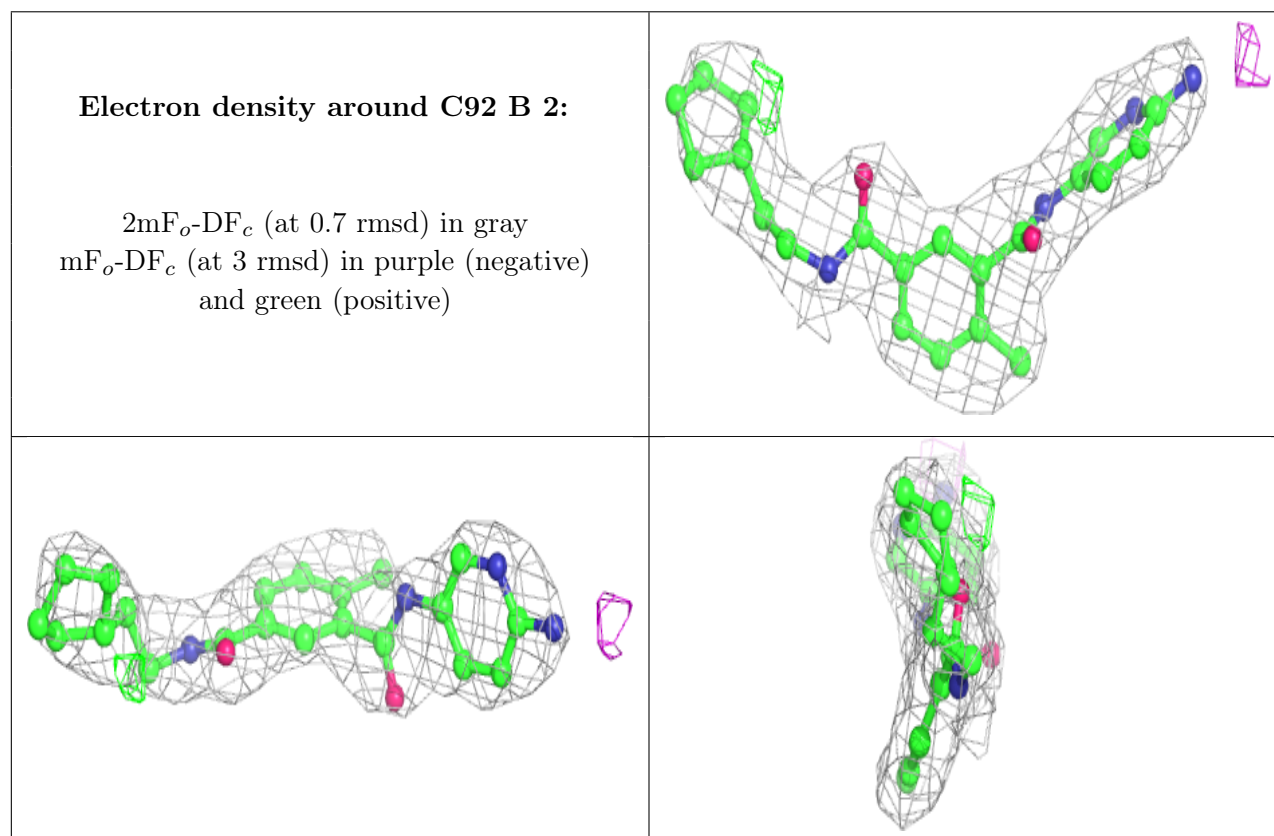 Electron density around C92 B 2:
2mFo-DFc (at 0.7 rmsd) in gray
mFo-DFc (at 3 rmsd) in purple (negative)
and green (positive)